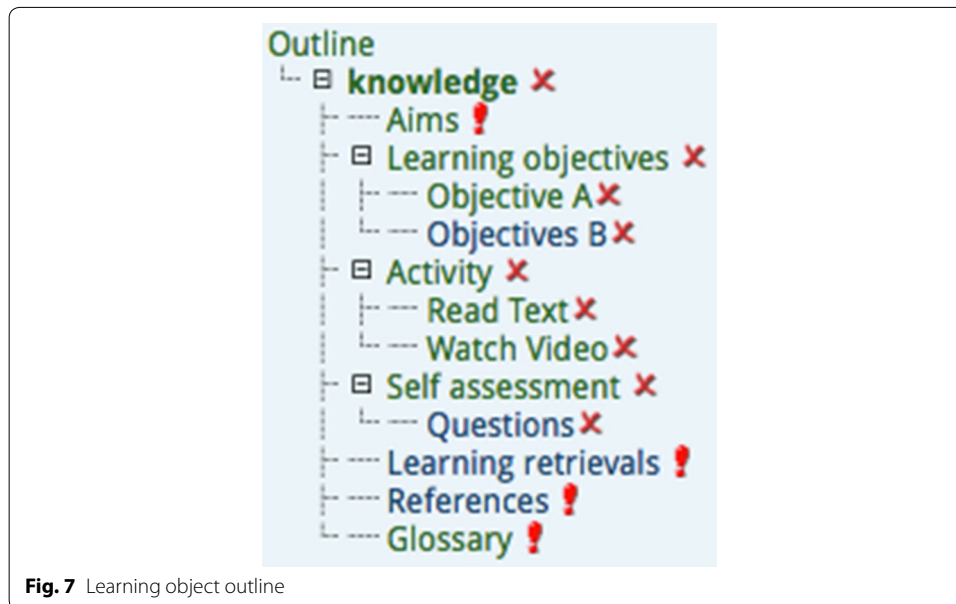 Outline
knowledge
Aims
Learning objectives
Objective A
Objectives B
Activity
Read Text
Watch Video
Self assessment
Questions
Learning retrievals
References
Glossary
Fig. 7 Learning object outline